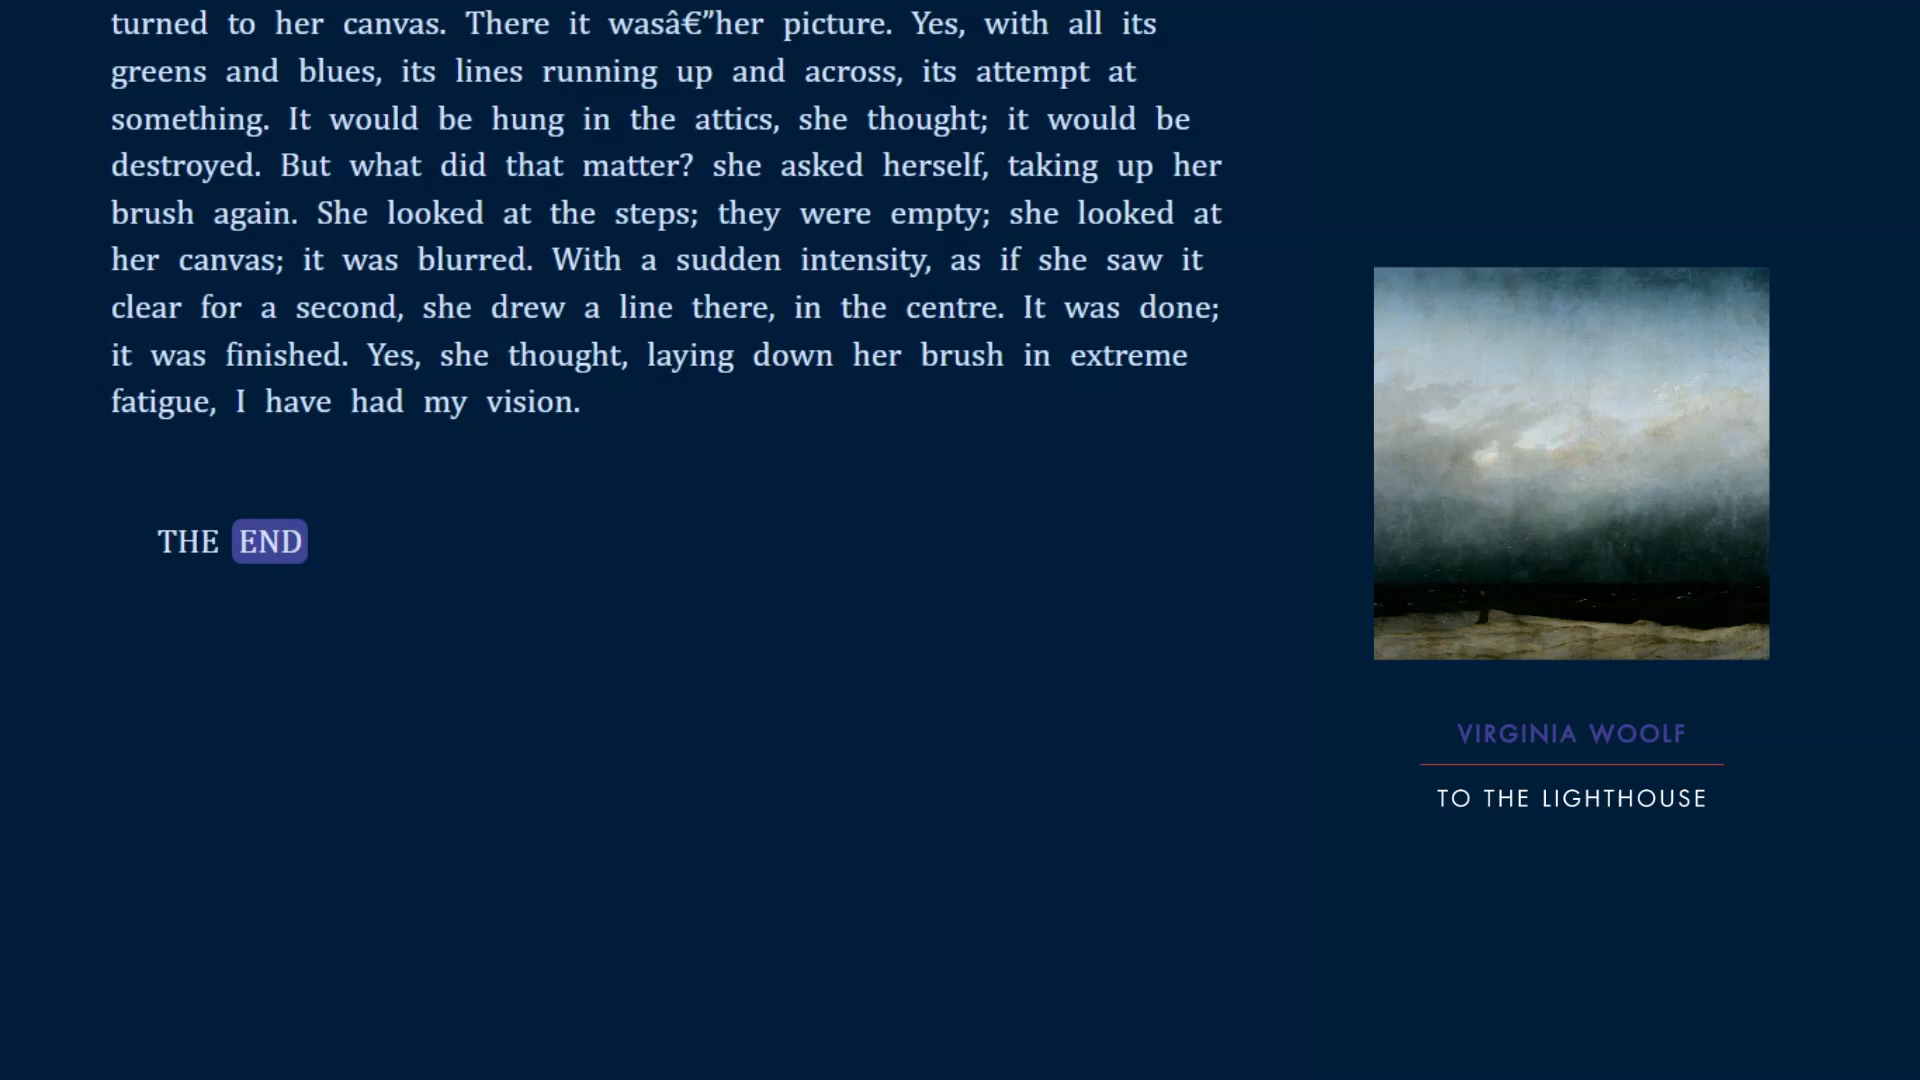 turned to her canvas. There it wasâ€”her picture. Yes, with all its
greens and blues, its lines running up and across, its attempt at
something. It would be hung in the attics, she thought; it would be
destroyed. But what did that matter? she asked herself, taking up her
brush again. She looked at the steps; they were empty; she looked at
her canvas; it was blurred. With a sudden intensity, as if she saw it
clear for a second, she drew a line there, in the centre. It was done;
it was finished. Yes, she thought, laying down her brush in extreme
fatigue, I have had my vision.
THE END
VIRGINIA WOOLF
TO THE LIGHTHOUSE